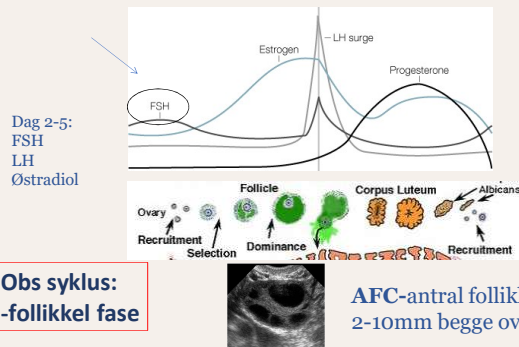 LH surge
Estrogen
Progesterone
FSH
Dag 2-5:
FSH
LH
Østradiol
Follicle
Corpus Luteum
Albicans
Ovary
Recruitment
Selection
Dominance
Recruitment
Obs syklus:
-follikkel fase
AFC-antral follikk
2-10mm begge ov